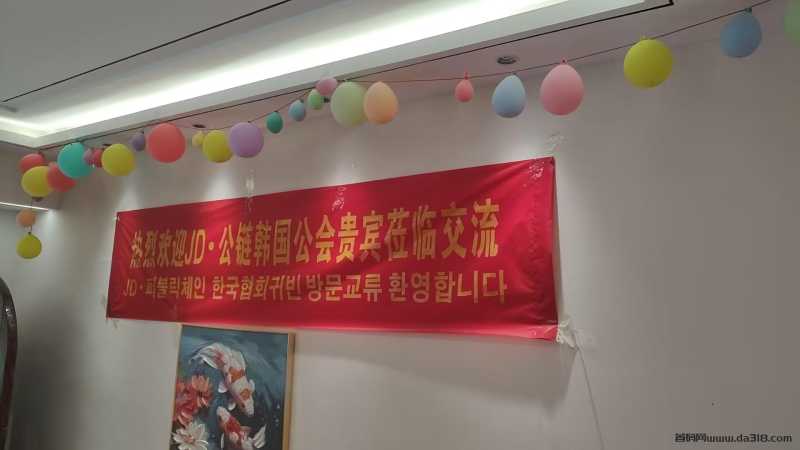 热烈欢迎JD·公链韩国公会贵宾莅临交流
JD·퍼블릭체인 한국협회귀빈 방문교류 환영합니다
首码网www.da318.com